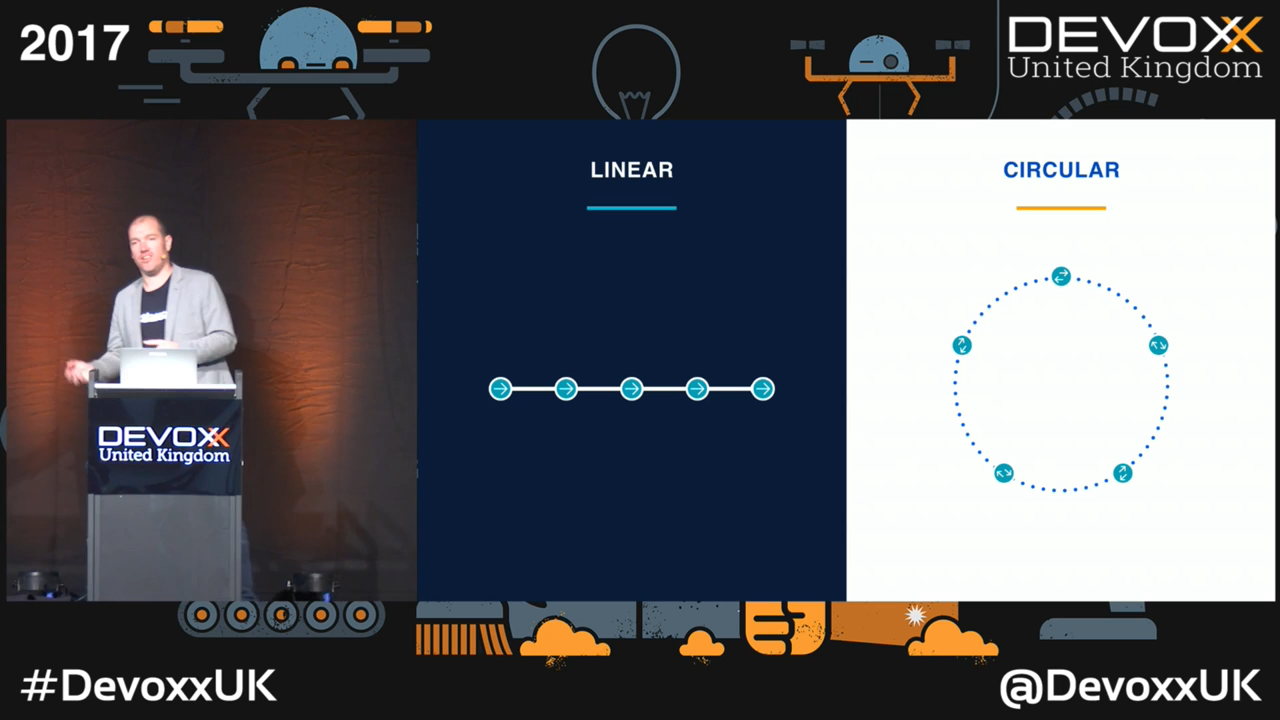 2017
DEVOXX
United Kingdom
LINEAR
CIRCULAR
DEVOXX
United Kingdom
#DevoxxUK
@DevoxxUK